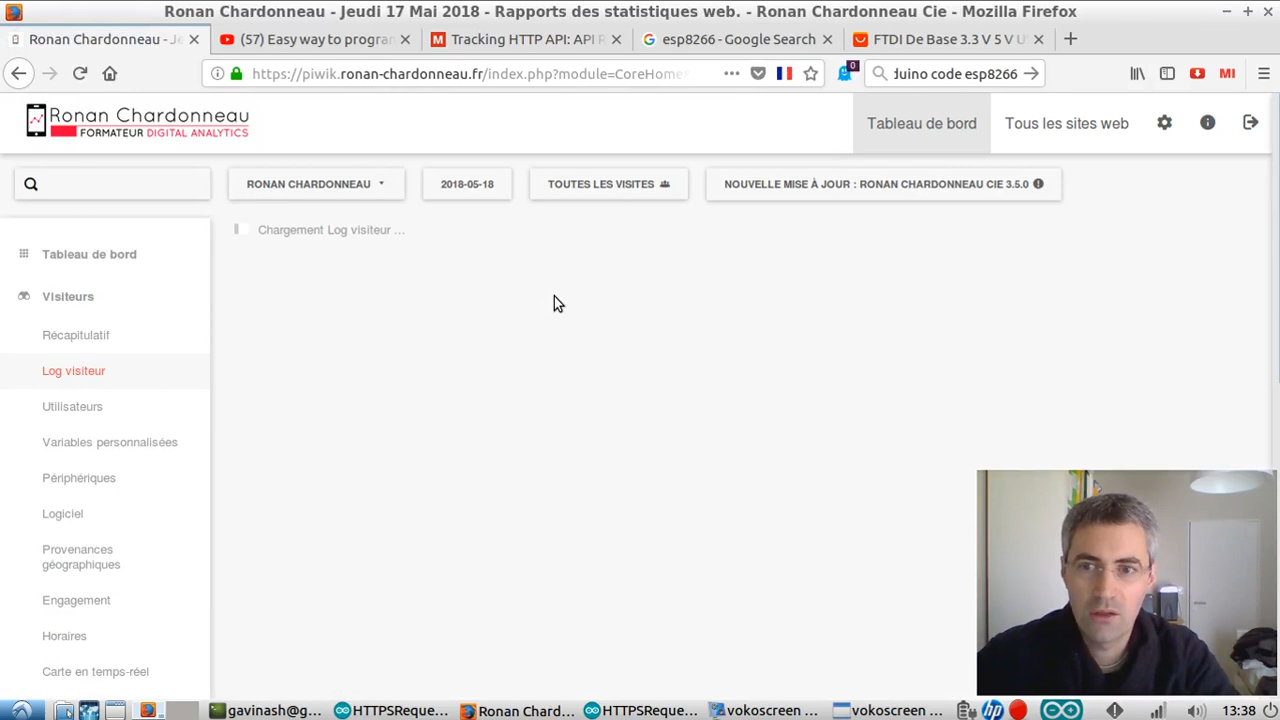 Ronan Chardonneau - Jeudi 17 Mai 2018 - Rapports des statistiques web. - Ronan Chardonneau Cie - Mozilla Firefox
Ronan Chardonneau - J
(57) Easy way to progra
Tracking HTTP API: API R
esp8266 - Google Search
FTDI De Base 3.3 V 5 V U
https://piwik.ronan-chardonneau.fr/index.php?module=CoreHome
0
duino code esp8266
MI
Ronan Chardonneau
FORMATEUR DIGITAL ANALYTICS
Tableau de bord
Tous les sites web
RONAN CHARDONNEAU
2018-05-18
TOUTES LES VISITES
NOUVELLE MISE À JOUR : RONAN CHARDONNEAU CIE 3.5.0
Chargement Log visiteur ...
Tableau de bord
Visiteurs
Récapitulatif
Log visiteur
Utilisateurs
Variables personnalisées
Périphériques
Logiciel
Provenances
géographiques
Engagement
Horaires
Carte en temps-réel
gavinash@g...
HTTPSReque...
Ronan Chard...
HTTPSReque...
vokoscreen ...
vokoscreen ...
hp
13:38